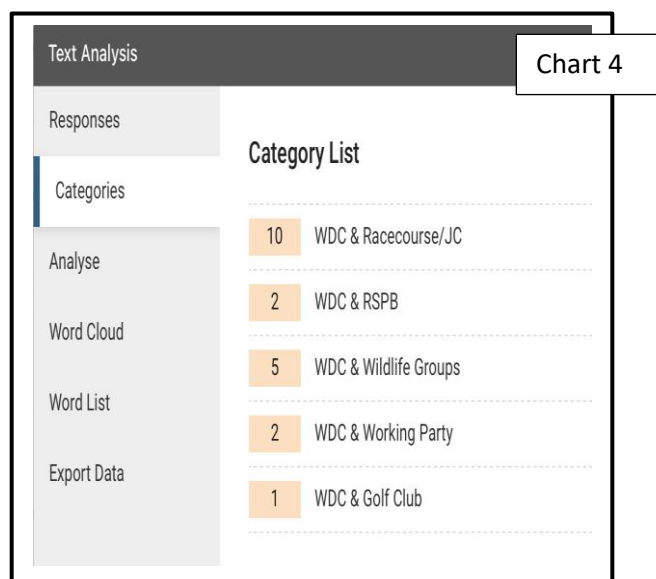 Text Analysis
Chart 4
Responses
Categories
Analyse
Word Cloud
Word List
Export Data
Category List
10 WDC & Racecourse/JC
2 WDC & RSPB
5 WDC & Wildlife Groups
2 WDC & Working Party
1 WDC & Golf Club